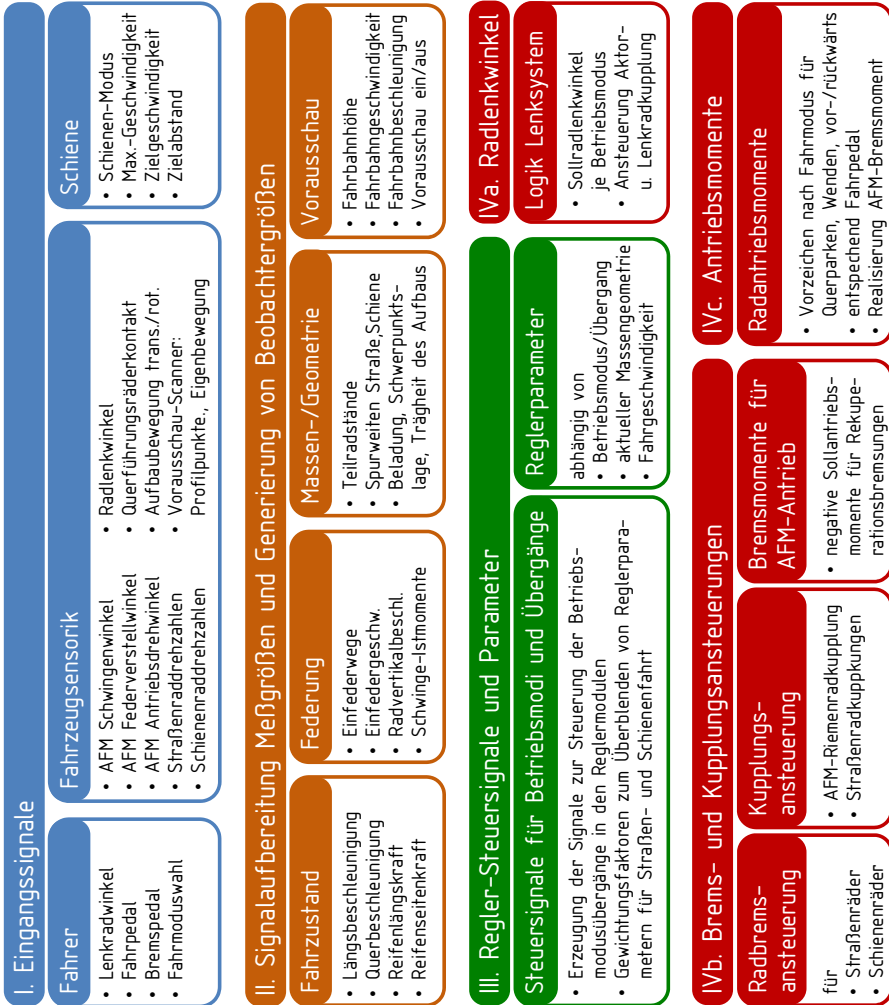 I. Eingangssignale
Fahrer
• Lenkradwinkel
• Fahrpedal
• Bremspedal
• Fahrmoduswahl
Fahrzeugsensorik
• AFM Schwingenwinkel
• AFM Federverstellwinkel
• AFM Antriebsdrehwinkel
• Straßenraddrehzahlen
• Schienenraddrehzahlen
• Radlenkwinkel
• Querführungsräderkontakt
• Aufbaubewegung trans./rot.
• Vorausschau-Scanner:
Profilpunkte., Eigenbewegung
Schiene
• Schienen-Modus
• Max.-Geschwindigkeit
• Zielgeschwindigkeit
• Zielabstand
II. Signalaufbereitung Meßgrößen und Generierung von Beobachtergrößen
Fahrzustand
• Längsbeschleunigung
• Querbeschleunigung
• Reifenlängskraft
• Reifenseitenkraft
Federung
• Einfederwege
• Einfedergeschw.
• Radvertikalbeschl.
• Schwinge-Istmomente
Massen-/Geometrie
• Teilradstände
• Spurweiten Straße,Schiene
• Beladung, Schwerpunkts-
lage, Trägheit des Aufbaus
Vorausschau
• Fahrbahnhöhe
• Fahrbahngeschwindigkeit
• Fahrbahnbeschleunigung
• Vorausschau ein/aus
III. Regler-Steuersignale und Parameter
Steuersignale für Betriebsmodi und Übergänge
• Erzeugung der Signale zur Steuerung der Betriebs-
modusübergänge in den Reglermodulen
• Gewichtungsfaktoren zum Überblenden von Reglerpara-
metern für Straßen- und Schienenfahrt
Reglerparameter
abhängig von
• Betriebsmodus/Übergang
• aktueller Massengeometrie
• Fahrgeschwindigkeit
IVa. Radlenkwinkel
Logik Lenksystem
• Sollradlenkwinkel
je Betriebsmodus
• Ansteuerung Aktor-
u. Lenkradkupplung
IVb. Brems- und Kupplungsansteuerungen
Radbrems-
ansteuerung
für
• Straßenräder
• Schienenräder
Kupplungs-
ansteuerung
• AFM-Riemenradkupplung
• Straßenradkuppkungen
Bremsmomente für
AFM-Antrieb
• negative Sollantriebs-
momente für Rekupe-
rationsbremsungen
IVc. Antriebsmomente
Radantriebsmomente
• Vorzeichen nach Fahrmodus für
Querparken, Wenden, vor-/rückwärts
• entspechend Fahrpedal
• Realisierung AFM-Bremsmoment